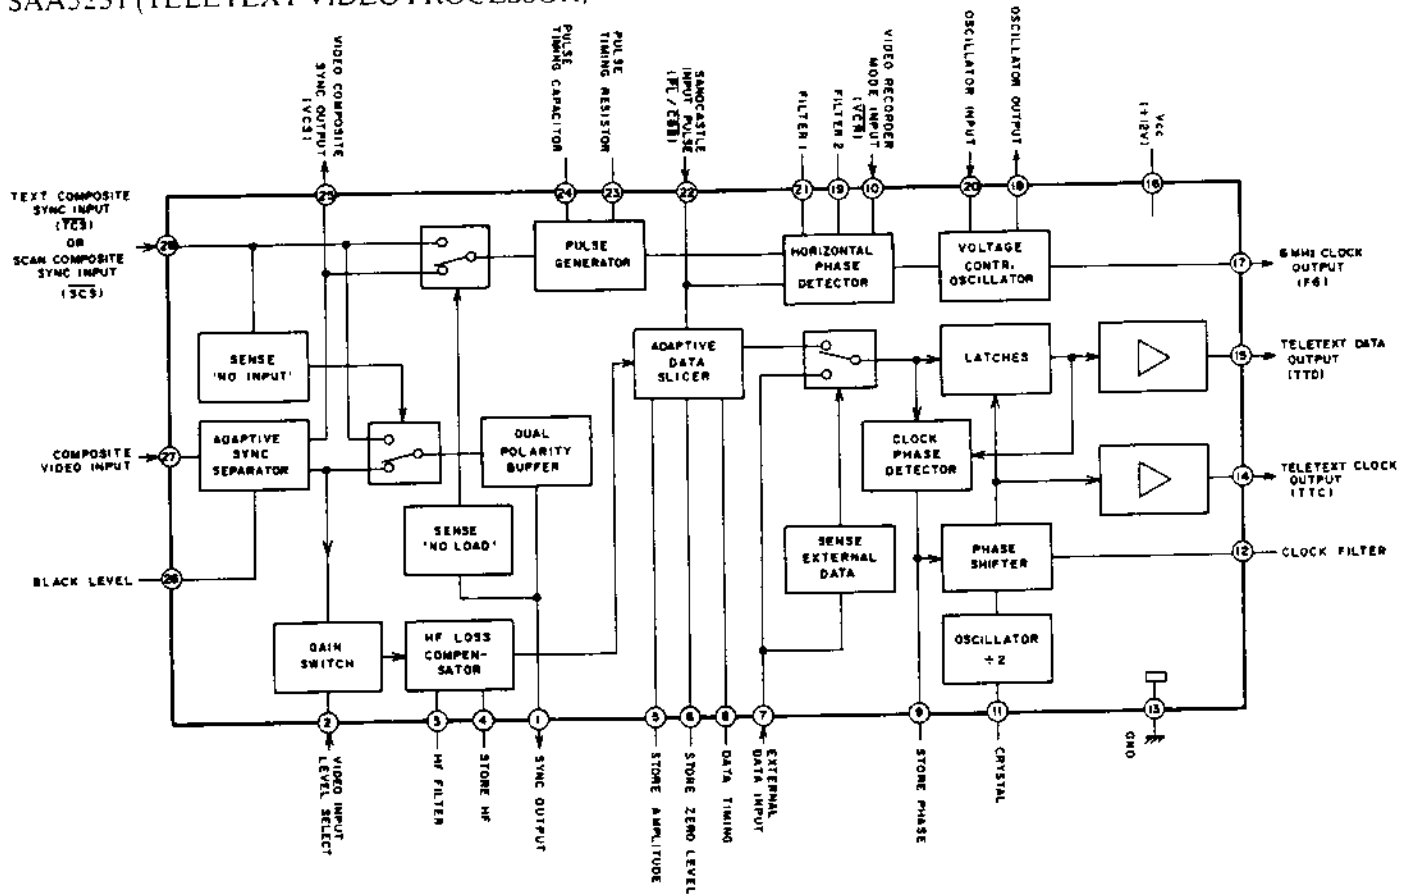 SAA5231 (TELETEXT VIDEO PROCESSOR)
VIDEO COMPOSITE
SYNC OUTPUT
(VCS)
PULSE
TIMING CAPACITOR
PULSE
TIMING RESISTOR
SANDCASTLE
INPUT PULSE
FILTER 1
FILTER 2
VIDEO RECORDER
MODE INPUT
(VCR)
OSCILLATOR INPUT
OSCILLATOR OUTPUT
Vcc
(+12V)
25
24
23
22
21
19
10
20
18
16
TEXT COMPOSITE
SYNC INPUT
(TCS)
OR
SCAN COMPOSITE
SYNC INPUT
(SCS)
28
PULSE
GENERATOR
HORIZONTAL
PHASE
DETECTOR
VOLTAGE
CONTR.
OSCILLATOR
17
6MHz CLOCK
OUTPUT
(F6)
SENSE
'NO INPUT'
ADAPTIVE
DATA
SLICER
LATCHES
15
TELETEXT DATA
OUTPUT
(TTD)
COMPOSITE
VIDEO INPUT
27
ADAPTIVE
SYNC
SEPARATOR
DUAL
POLARITY
BUFFER
CLOCK
PHASE
DETECTOR
14
TELETEXT CLOCK
OUTPUT
(TTC)
SENSE
'NO LOAD'
SENSE
EXTERNAL
DATA
PHASE
SHIFTER
12
CLOCK FILTER
BLACK LEVEL
26
GAIN
SWITCH
HF LOSS
COMPEN-
SATOR
OSCILLATOR
÷2
2
3
4
1
5
6
8
7
9
11
13
VIDEO INPUT
LEVEL SELECT
HF FILTER
STORE HF
SYNC OUTPUT
STORE AMPLITUDE
STORE ZERO LEVEL
DATA TIMING
EXTERNAL
DATA INPUT
STORE PHASE
CRYSTAL
GND